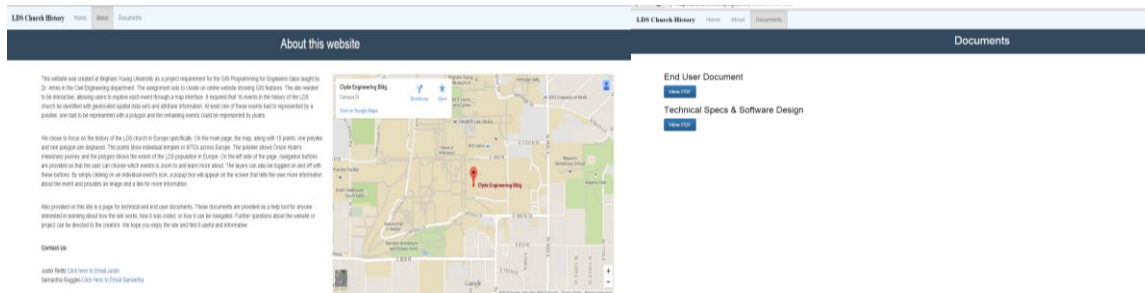 LDS Church History Home About Documents
About this website
This website was created at Brigham Young University as a project requirement for the GIS Programming for Engineers class taught by
Dr. Ames in the Civil Engineering department. The assignment was to create an online website showing GIS features. The site needed
to be interactive, allowing users to explore each event through a map interface. It required that 16 events in the history of the LDS
church be identified with geolocated spatial data sets and attribute information. At least one of these events had to represented by a
polyline, one had to be represented with a polygon and the remaining events could be represented by points.
We chose to focus on the history of the LDS church in Europe specifically. On the main page, the map, along with 15 points, one polyline
and one polygon are displayed. The points show individual temples or MTCs across Europe. The polyline shows Orson Hyde's
missionary journey and the polygon shows the extent of the LDS population in Europe. On the left side of the page, navigation buttons
are provided so that the user can choose which events to zoom to and learn more about. The layers can also be toggled on and off with
these buttons. By simply clicking on an individual event's icon, a popup box will appear on the screen that tells the user more information
about the event and provides an image and a link for more information.
Also provided on this site is a page for technical and end user documents. These documents are provided as a help tool for anyone
interested in learning about how the site works, how it was coded, or how it can be navigated. Further questions about the website or
project can be directed to the creators. We hope you enjoy the site and find it useful and informative.
Contact Us:
Justin Click here to Email Justin
Samantha Ruggles Click Here to Email Samantha
Clyde Engineering Bldg
Campus Dr
Directions Save
View on Google Maps
Clyde Engineering Bldg
Google
LDS Church History Home About Documents
Documents
End User Document
View PDF
Technical Specs & Software Design
View PDF